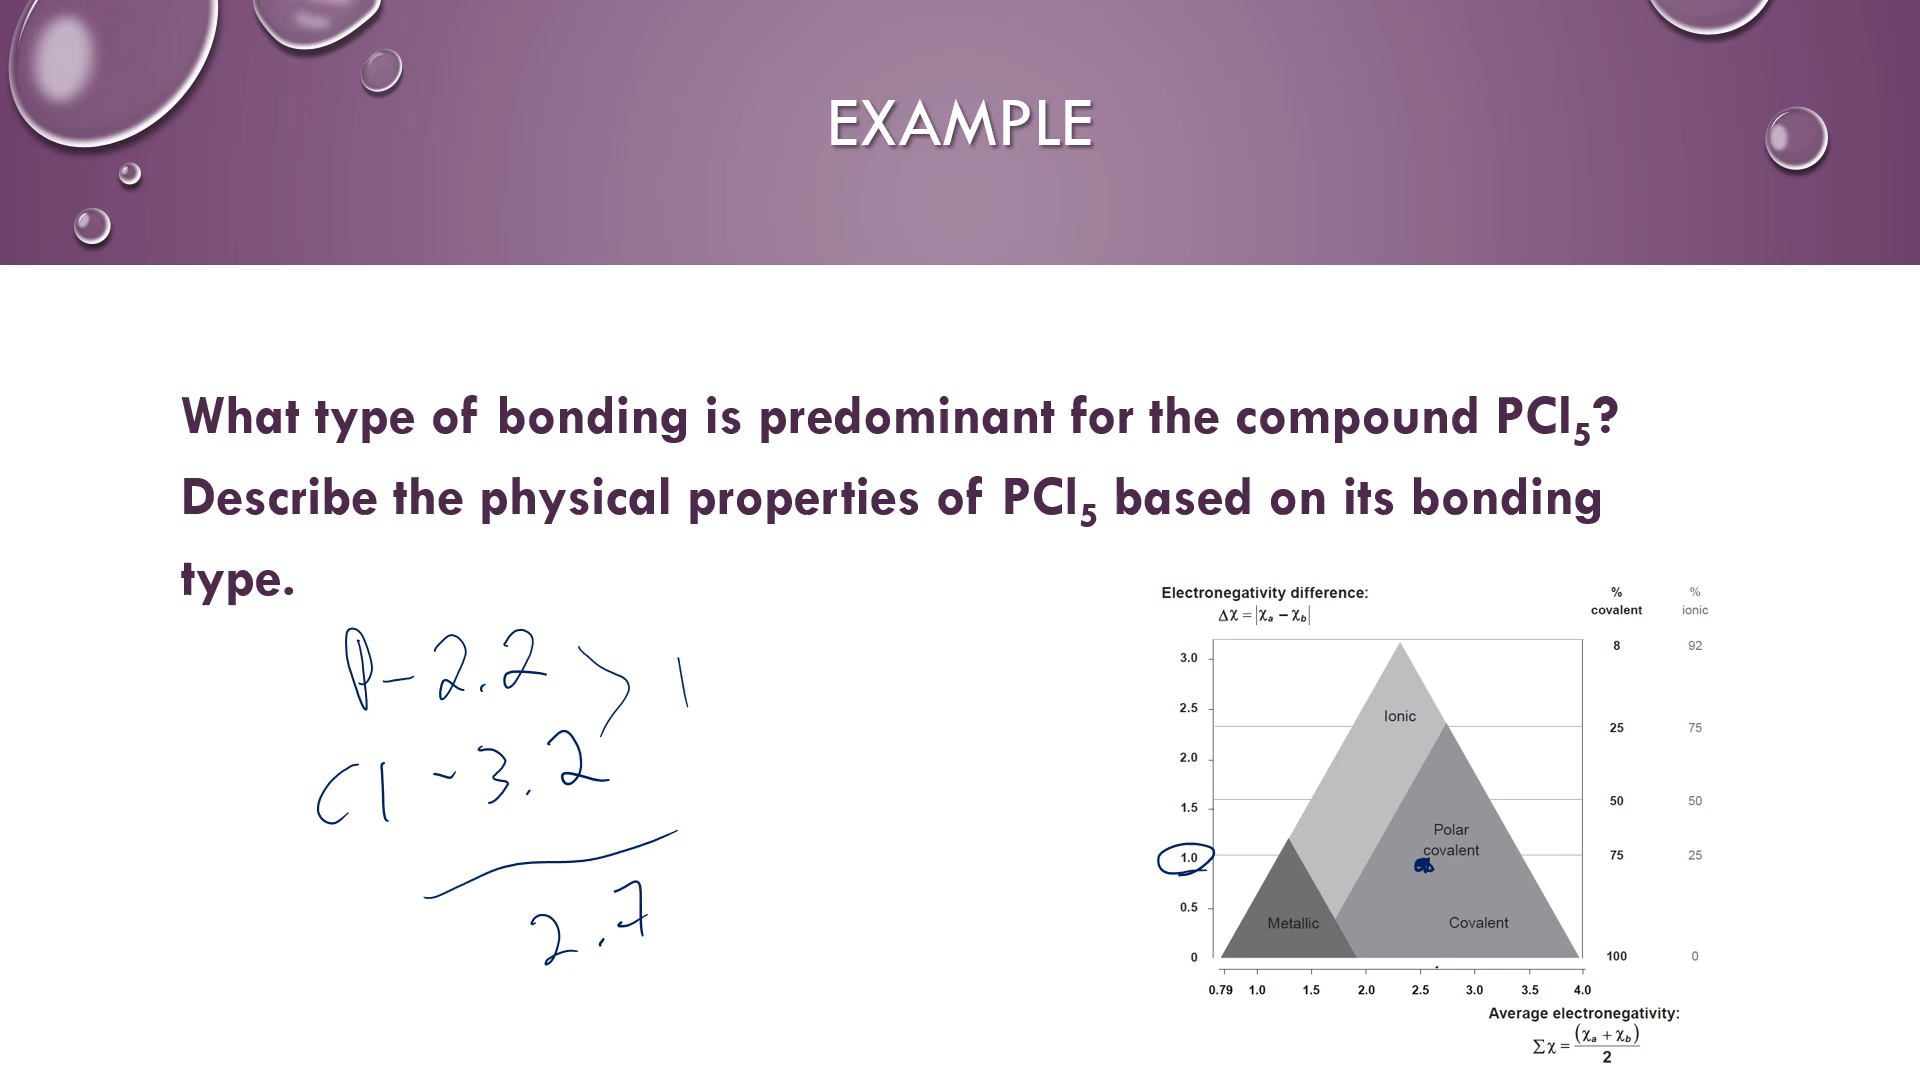 EXAMPLE
What type of bonding is predominant for the compound PCl₅?
Describe the physical properties of PCl₅ based on its bonding
type.
P - 2.2 > 1
Cl - 3.2
2.7
Electronegativity difference:
Δχ = |χₐ − χ_b|
% covalent
% ionic
3.0
2.5
2.0
1.5
1.0
0.5
0
Ionic
Polar
covalent
Metallic
Covalent
8 92
25 75
50 50
75 25
100 0
0.79 1.0 1.5 2.0 2.5 3.0 3.5 4.0
Average electronegativity:
Σχ = (χₐ + χ_b)
2